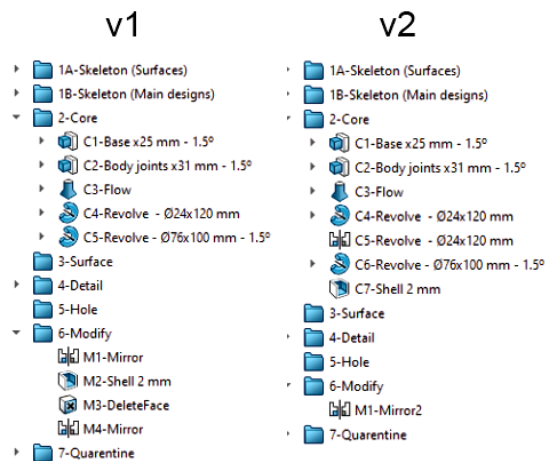 v1
1A-Skeleton (Surfaces)
1B-Skeleton (Main designs)
2-Core
C1-Base x25 mm - 1.5º
C2-Body joints x31 mm - 1.5º
C3-Flow
C4-Revolve - Ø24x120 mm
C5-Revolve - Ø76x100 mm - 1.5º
3-Surface
4-Detail
5-Hole
6-Modify
M1-Mirror
M2-Shell 2 mm
M3-DeleteFace
M4-Mirror
7-Quarentine
v2
1A-Skeleton (Surfaces)
1B-Skeleton (Main designs)
2-Core
C1-Base x25 mm - 1.5º
C2-Body joints x31 mm - 1.5º
C3-Flow
C4-Revolve - Ø24x120 mm
C5-Revolve - Ø24x120 mm
C6-Revolve - Ø76x100 mm - 1.5º
C7-Shell 2 mm
3-Surface
4-Detail
5-Hole
6-Modify
M1-Mirror2
7-Quarentine